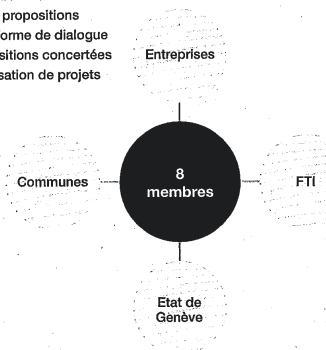 propositions
orme de dialogue
sitions concertées
sation de projets
Entreprises
Communes
8
membres
FTI
Etat de
Genève